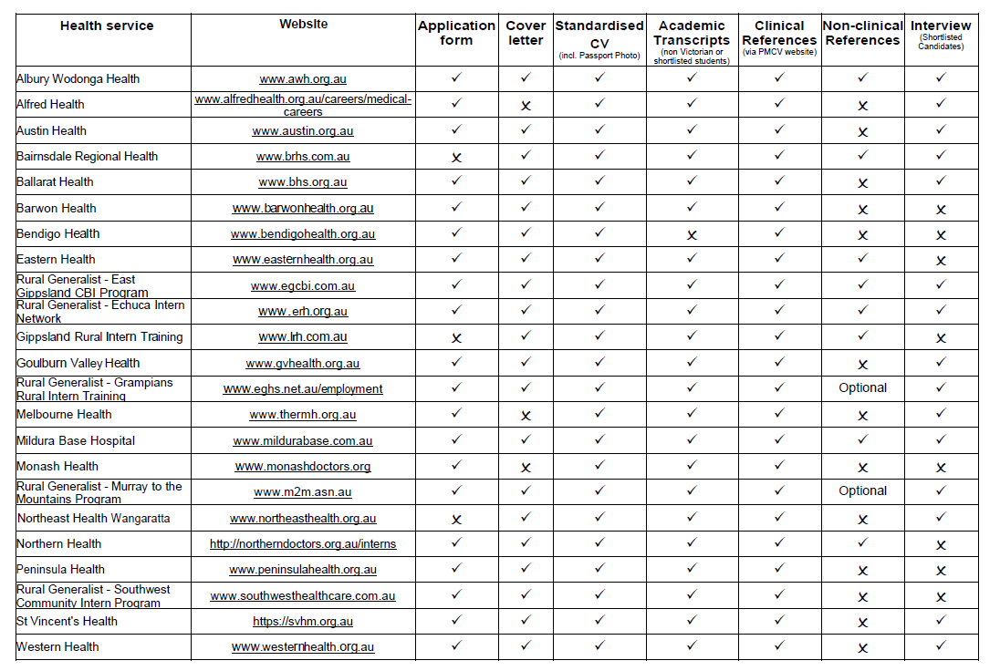 Health service Website Application form Cover letter Standardised CV (incl. Passport Photo) Academic Transcripts (non Victorian or shortlisted students) Clinical References (via PMCV website) Non-clinical References Interview (Shortlisted Candidates)
Albury Wodonga Health www.awh.org.au ✓ ✓ ✓ ✓ ✓ ✓ ✓
Alfred Health www.alfredhealth.org.au/careers/medical-careers ✓ x ✓ ✓ ✓ x ✓
Austin Health www.austin.org.au ✓ ✓ ✓ ✓ ✓ x ✓
Bairnsdale Regional Health www.brhs.com.au x ✓ ✓ ✓ ✓ ✓ ✓
Ballarat Health www.bhs.org.au ✓ ✓ ✓ ✓ ✓ x ✓
Barwon Health www.barwonhealth.org.au ✓ ✓ ✓ ✓ ✓ x x
Bendigo Health www.bendigohealth.org.au ✓ ✓ ✓ x ✓ x x
Eastern Health www.easternhealth.org.au ✓ ✓ ✓ ✓ ✓ ✓ x
Rural Generalist - East Gippsland CBI Program www.egcbi.com.au ✓ ✓ ✓ ✓ ✓ ✓ ✓
Rural Generalist - Echuca Intern Network www.erh.org.au ✓ ✓ ✓ ✓ ✓ ✓ ✓
Gippsland Rural Intern Training www.lrh.com.au x ✓ ✓ ✓ ✓ ✓ x
Goulburn Valley Health www.gvhealth.org.au ✓ ✓ ✓ ✓ ✓ x ✓
Rural Generalist - Grampians Rural Intern Training www.eghs.net.au/employment ✓ ✓ ✓ ✓ ✓ Optional ✓
Melbourne Health www.thermh.org.au ✓ x ✓ ✓ ✓ x ✓
Mildura Base Hospital www.mildurabase.com.au ✓ ✓ ✓ ✓ ✓ ✓ ✓
Monash Health www.monashdoctors.org ✓ x ✓ ✓ ✓ x x
Rural Generalist - Murray to the Mountains Program www.m2m.asn.au ✓ ✓ ✓ ✓ ✓ Optional ✓
Northeast Health Wangaratta www.northeasthealth.org.au x ✓ ✓ ✓ ✓ x ✓
Northern Health http://northerndoctors.org.au/interns ✓ ✓ ✓ ✓ ✓ ✓ x
Peninsula Health www.peninsulahealth.org.au ✓ ✓ ✓ ✓ ✓ x x
Rural Generalist - Southwest Community Intern Program www.southwesthealthcare.com.au ✓ ✓ ✓ ✓ ✓ x x
St Vincent's Health https://svhm.org.au ✓ ✓ ✓ ✓ ✓ x ✓
Western Health www.westernhealth.org.au ✓ ✓ ✓ ✓ ✓ x ✓